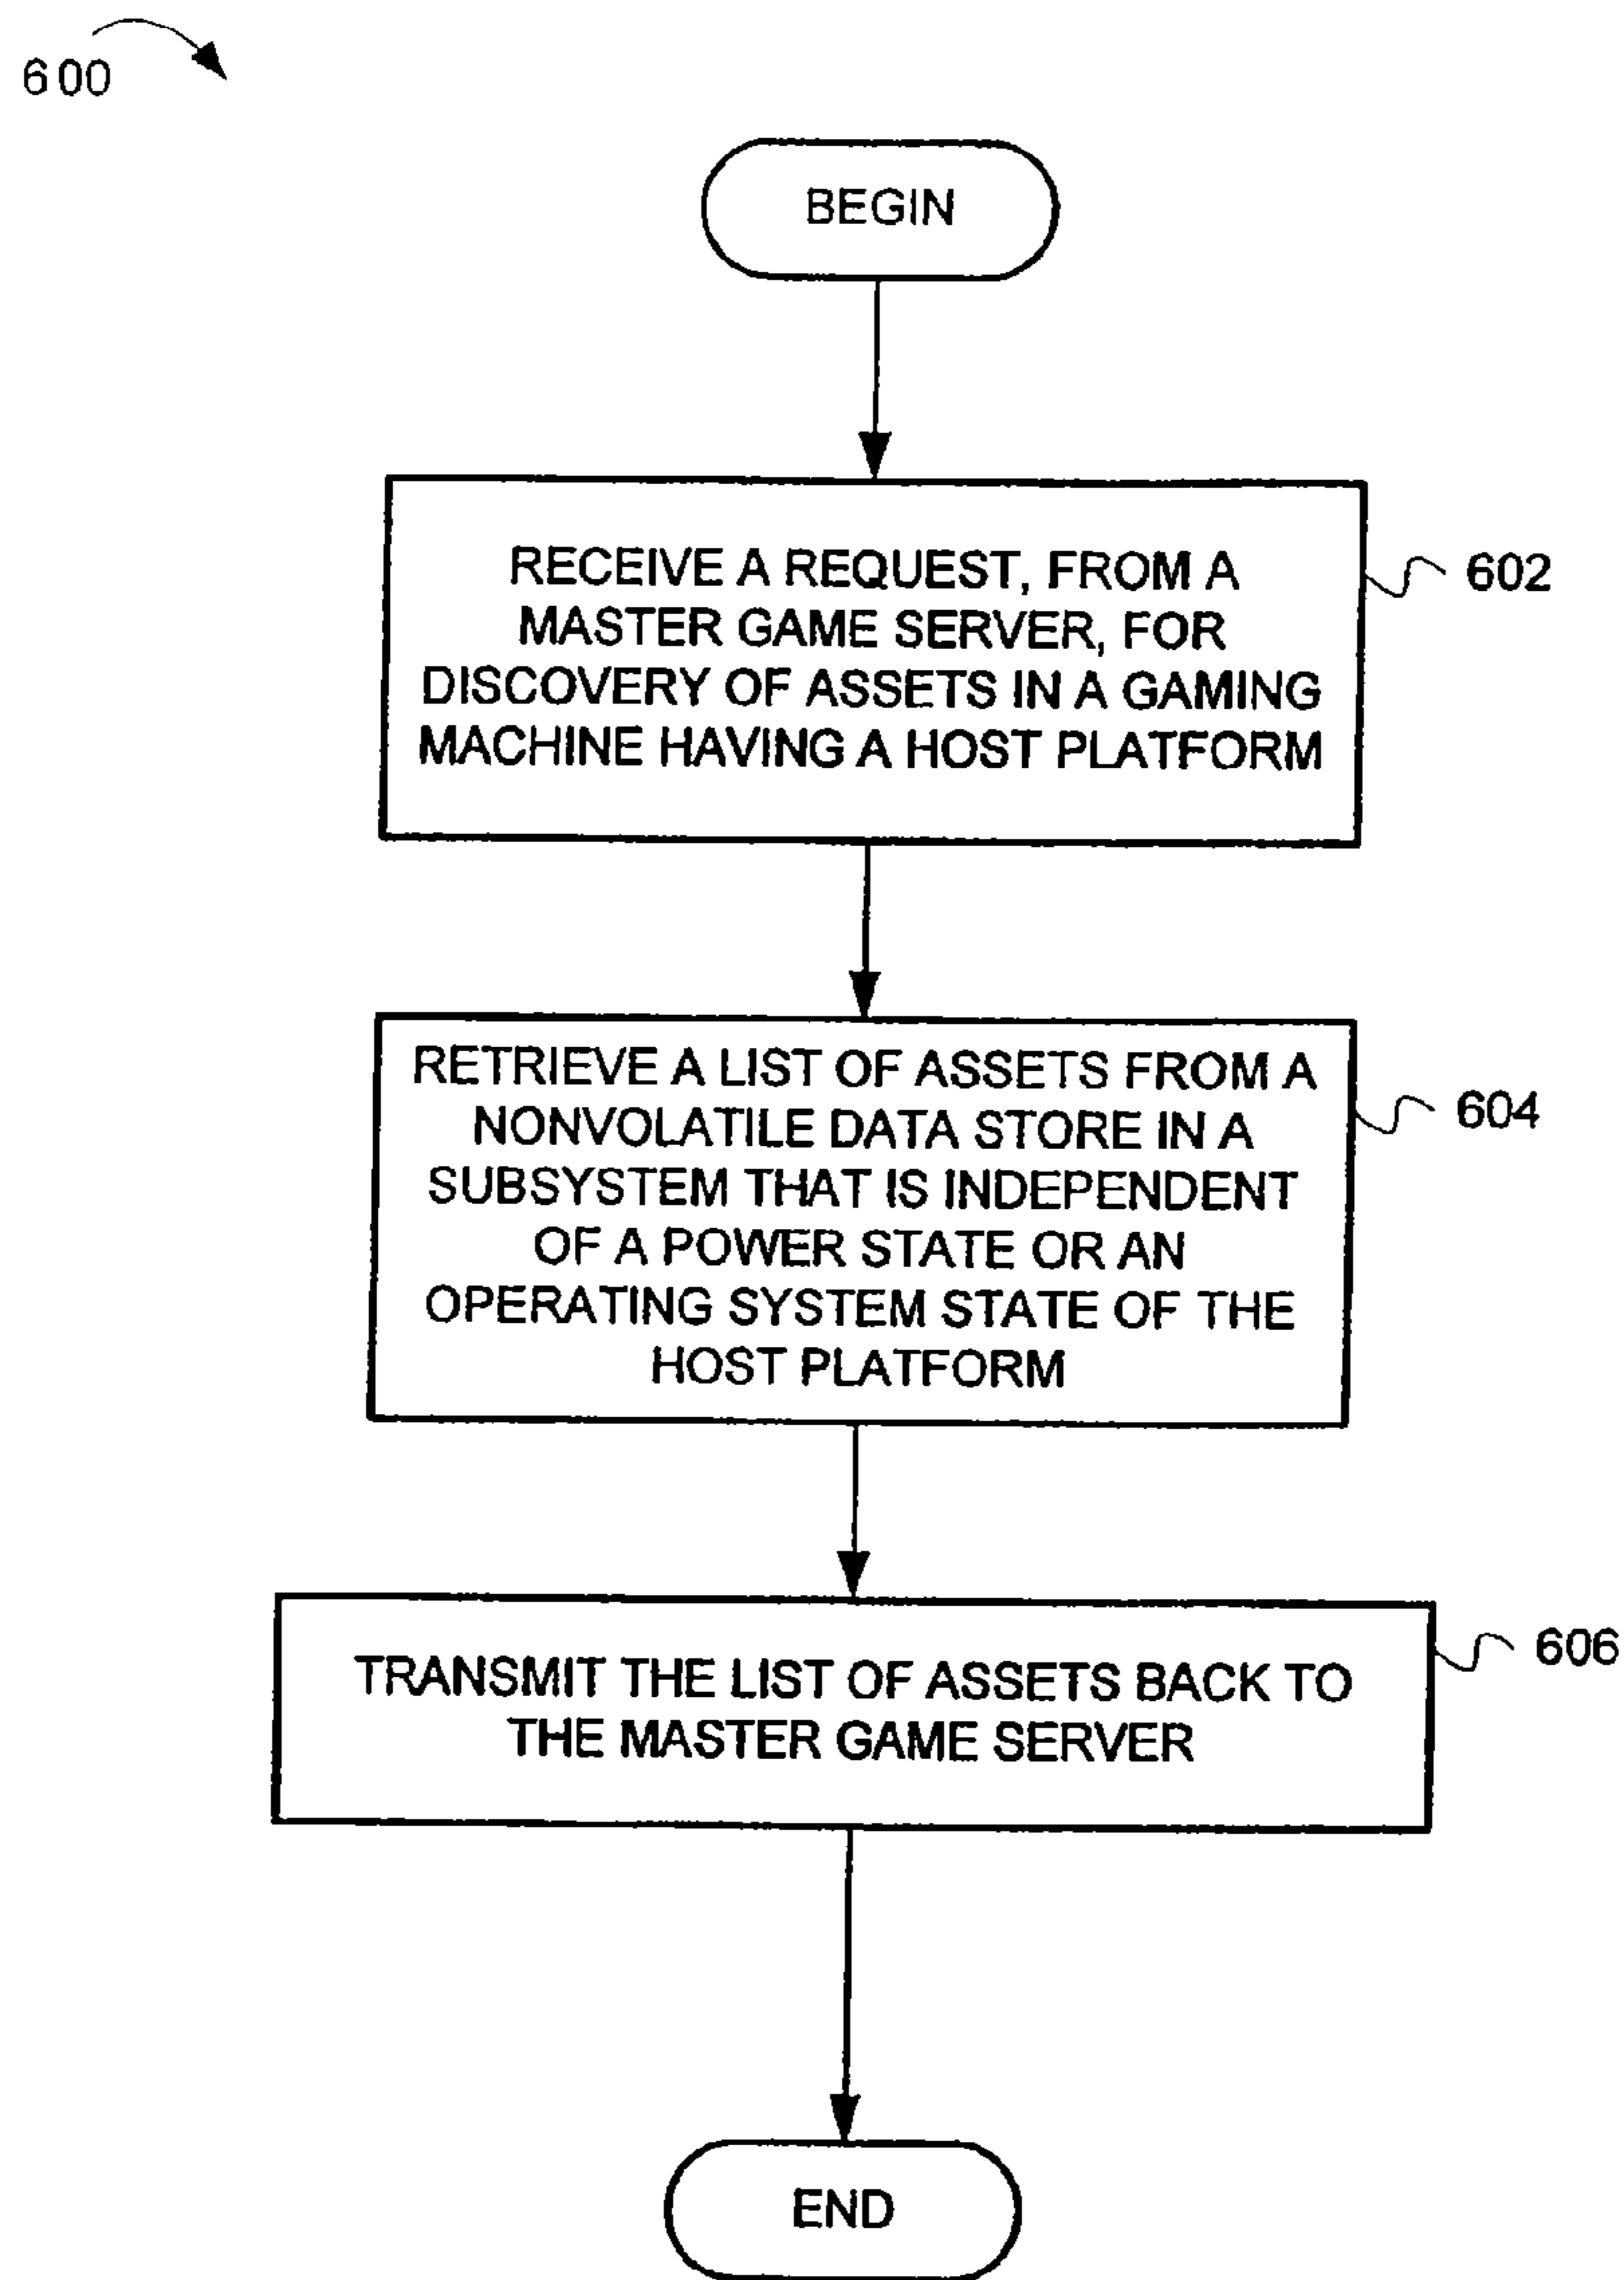 600
BEGIN
RECEIVE A REQUEST, FROM A
MASTER GAME SERVER, FOR
DISCOVERY OF ASSETS IN A GAMING
MACHINE HAVING A HOST PLATFORM
602
RETRIEVE A LIST OF ASSETS FROM A
NONVOLATILE DATA STORE IN A
SUBSYSTEM THAT IS INDEPENDENT
OF A POWER STATE OR AN
OPERATING SYSTEM STATE OF THE
HOST PLATFORM
604
TRANSMIT THE LIST OF ASSETS BACK TO
THE MASTER GAME SERVER
606
END